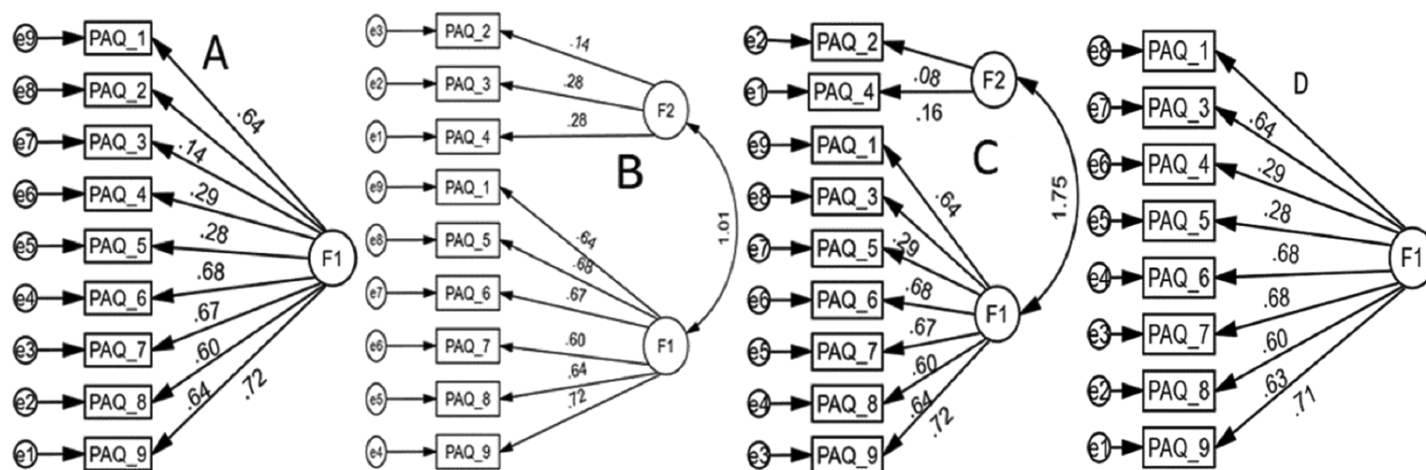 A
e9 PAQ_1 .64
e8 PAQ_2 .14
e7 PAQ_3 .29
e6 PAQ_4 .28
e5 PAQ_5 .68
e4 PAQ_6 .67
e3 PAQ_7 .60
e2 PAQ_8 .64
e1 PAQ_9 .72
F1
B
e3 PAQ_2 .14
e2 PAQ_3 .28
e1 PAQ_4 .28
F2
1.01
e9 PAQ_1 .64
e8 PAQ_5 .68
e7 PAQ_6 .67
e6 PAQ_7 .60
e5 PAQ_8 .64
e4 PAQ_9 .72
F1
C
e2 PAQ_2 .08
e1 PAQ_4 .16
F2
1.75
e9 PAQ_1 .64
e8 PAQ_3 .29
e7 PAQ_5 .68
e6 PAQ_6 .67
e5 PAQ_7 .60
e4 PAQ_8 .64
e3 PAQ_9 .72
F1
D
e8 PAQ_1 .64
e7 PAQ_3 .29
e6 PAQ_4 .28
e5 PAQ_5 .68
e4 PAQ_6 .68
e3 PAQ_7 .60
e2 PAQ_8 .63
e1 PAQ_9 .71
F1